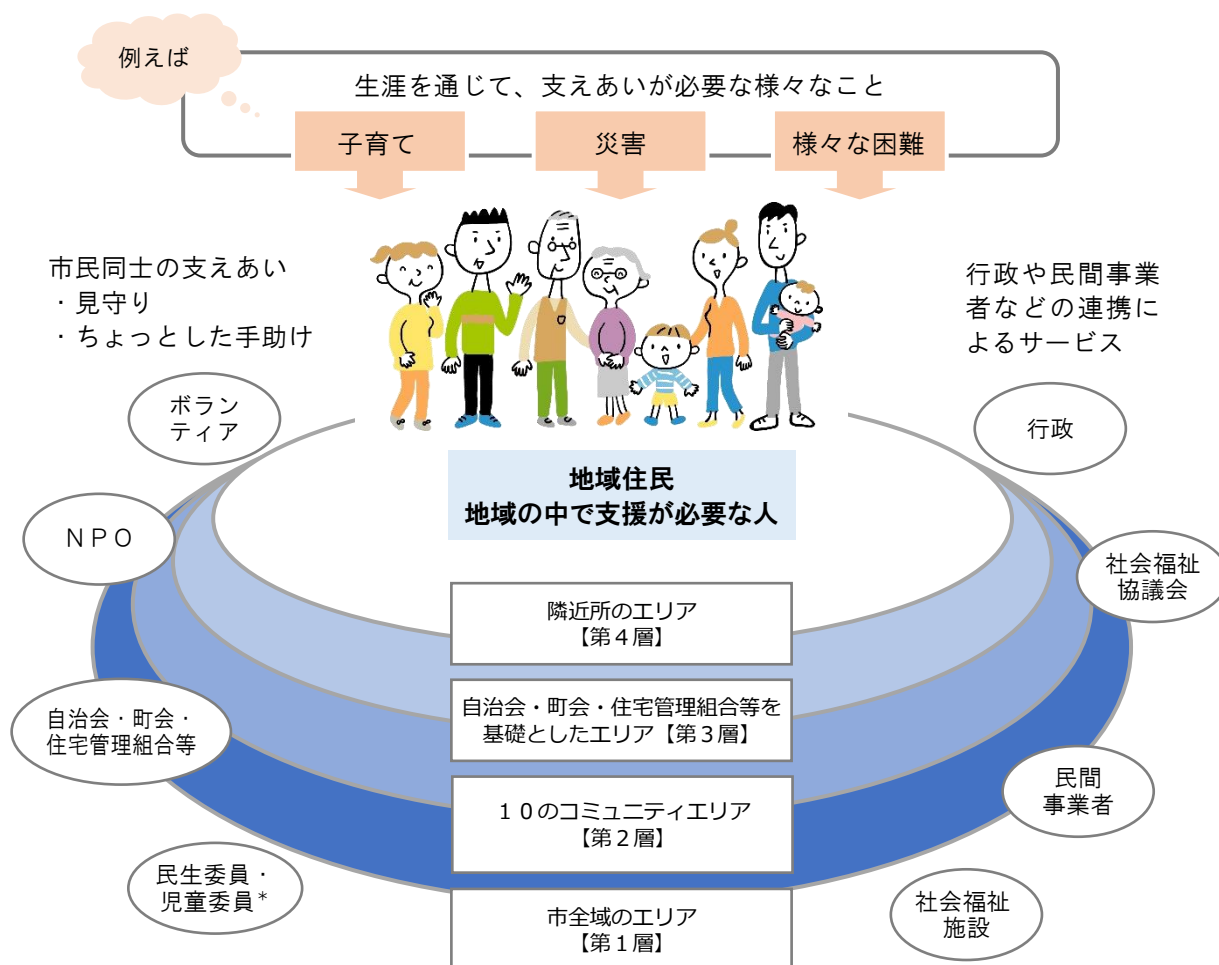 例えば
生涯を通じて、支えあいが必要な様々なこと
子育て
災害
様々な困難
市民同士の支えあい
・見守り
・ちょっとした手助け
行政や民間事業
者などの連携に
よるサービス
ボラン
ティア
行政
地域住民
地域の中で支援が必要な人
ＮＰＯ
社会福祉
協議会
隣近所のエリア
【第４層】
自治会・町会・
住宅管理組合等
自治会・町会・住宅管理組合等を
基礎としたエリア【第３層】
民間
事業者
１０のコミュニティエリア
【第２層】
民生委員・
児童委員*
社会福祉
施設
市全域のエリア
【第１層】